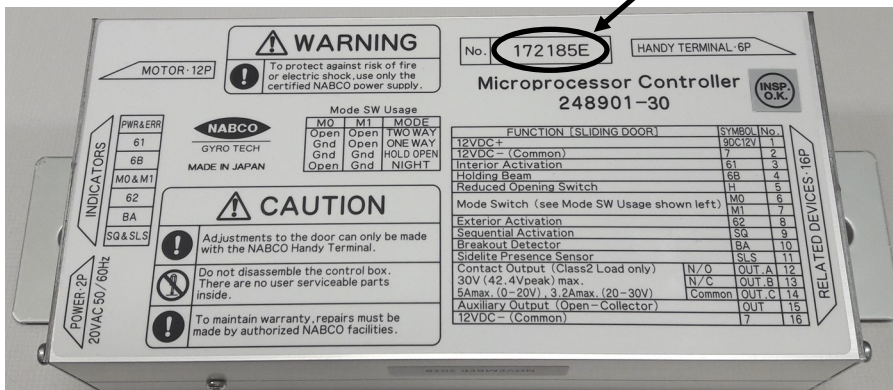 WARNING
To protect against risk of fire
or electric shock, use only the
certified NABCO power supply.
No. 172185E
HANDY TERMINAL·6P
MOTOR·12P
Microprocessor Controller
248901-30
INSP.
O.K.
INDICATORS
PWR&ERR
61
6B
M0&M1
62
BA
SQ&SLS
NABCO
GYRO TECH
MADE IN JAPAN
Mode SW Usage
M0 M1 MODE
Open Open TWO WAY
Gnd Open ONE WAY
Gnd Gnd HOLD OPEN
Open Gnd NIGHT
FUNCTION [SLIDING DOOR] SYMBOL No.
12VDC+ 9DC12V 1
12VDC- (Common) 7 2
Interior Activation 61 3
Holding Beam 6B 4
Reduced Opening Switch H 5
Mode Switch (see Mode SW Usage shown left) M0 6
M1 7
Exterior Activation 62 8
Sequential Activation SQ 9
Breakout Detector BA 10
Sidelite Presence Sensor SLS 11
Contact Output (Class2 Load only) N/O OUT.A 12
30V (42.4Vpeak) max. N/C OUT.B 13
5Amax. (0-20V), 3.2Amax. (20-30V) Common OUT.C 14
Auxiliary Output (Open-Collector) OUT 15
12VDC- (Common) 7 16
RELATED DEVICES·16P
CAUTION
Adjustments to the door can only be made
with the NABCO Handy Terminal.
Do not disassemble the control box.
There are no user serviceable parts
inside.
To maintain warranty, repairs must be
made by authorized NABCO facilities.
POWER·2P
20VAC 50/60Hz